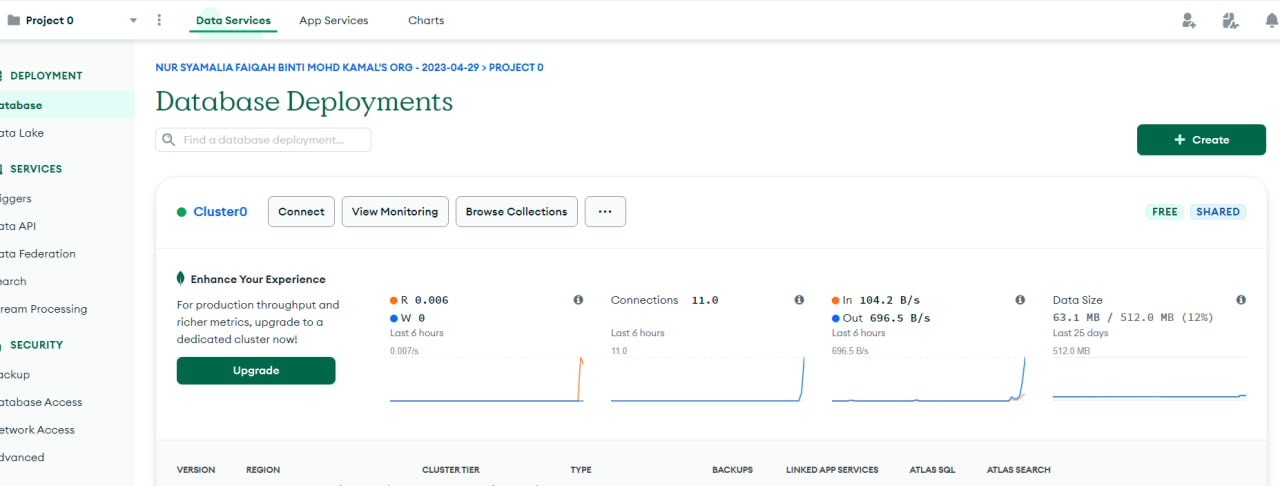 Project 0
Data Services
App Services
Charts
DEPLOYMENT
atabase
ata Lake
SERVICES
iggers
ata API
ata Federation
earch
ream Processing
SECURITY
ackup
atabase Access
etwork Access
dvanced
NUR SYAMALIA FAIQAH BINTI MOHD KAMAL'S ORG - 2023-04-29 > PROJECT 0
Database Deployments
Find a database deployment...
+ Create
Cluster0
Connect
View Monitoring
Browse Collections
...
FREE
SHARED
Enhance Your Experience
For production throughput and
richer metrics, upgrade to a
dedicated cluster now!
Upgrade
R 0.006
W 0
Last 6 hours
0.007/s
Connections 11.0
Last 6 hours
11.0
In 104.2 B/s
Out 696.5 B/s
Last 6 hours
696.5 B/s
Data Size
63.1 MB / 512.0 MB (12%)
Last 25 days
512.0 MB
VERSION REGION CLUSTER TIER TYPE BACKUPS LINKED APP SERVICES ATLAS SQL ATLAS SEARCH